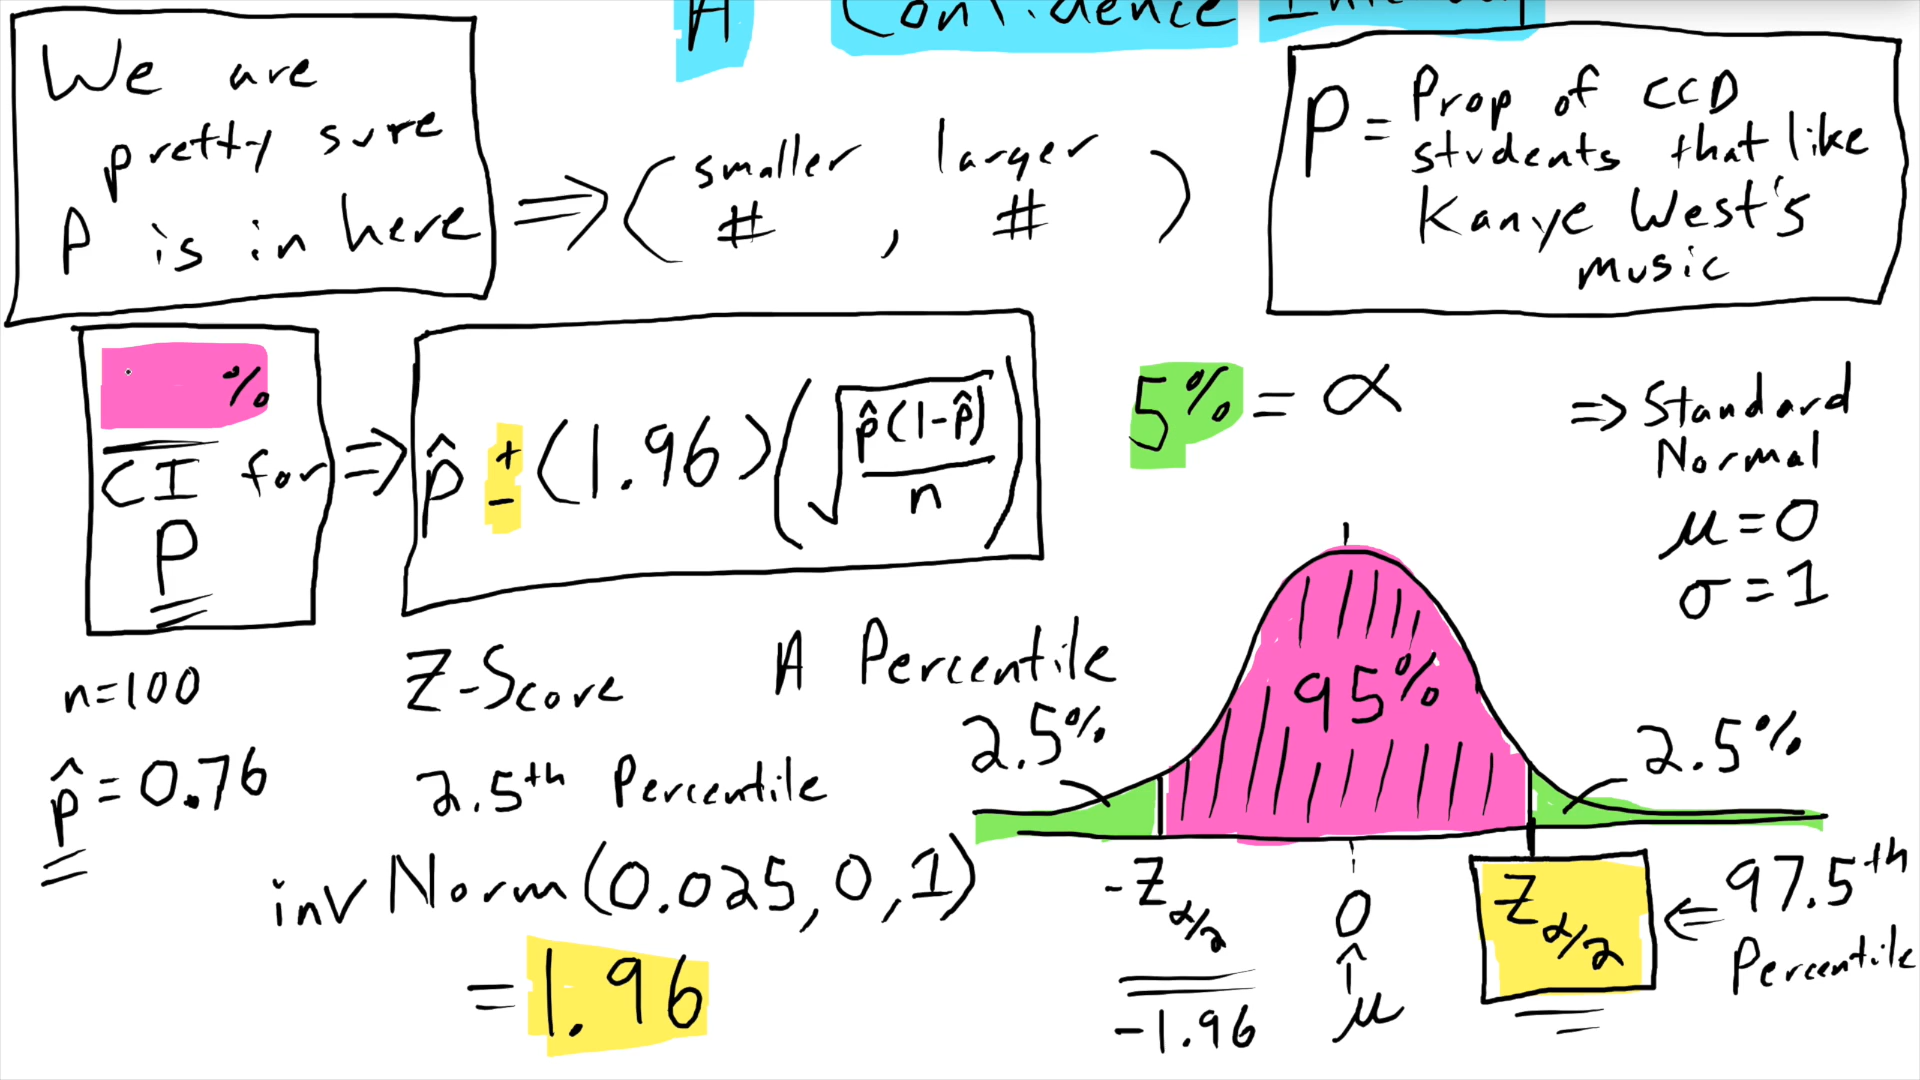 A Confidence Interval
We are
pretty sure
P is in here
⇒ ( smaller # , larger # )
P = Prop of CCD
students that like
Kanye West's
music
%
CI for
P
⇒ p̂ ± (1.96) (√(p̂(1-p̂)/n))
5% = α
⇒ Standard
Normal
μ = 0
σ = 1
n=100
p̂ = 0.76
Z-Score
A Percentile
2.5th Percentile
invNorm(0.025, 0, 1)
= 1.96
2.5%
95%
2.5%
-Z α/2
-1.96
0
↑
μ
Z α/2
⇐ 97.5th
Percentile